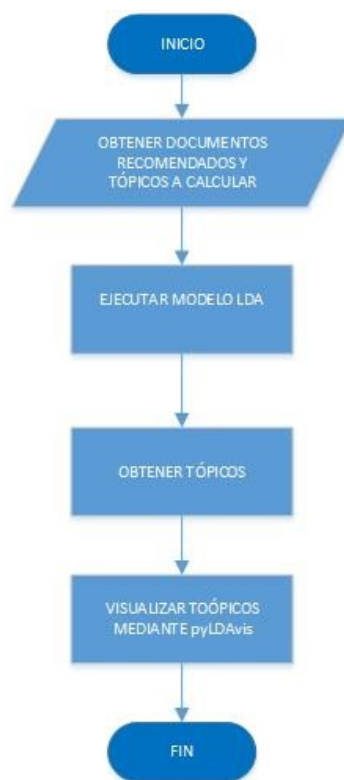 INICIO
OBTENER DOCUMENTOS
RECOMENDADOS Y
TÓPICOS A CALCULAR
EJECUTAR MODELO LDA
OBTENER TÓPICOS
VISUALIZAR TOÓPICOS
MEDIANTE pyLDAvis
FIN